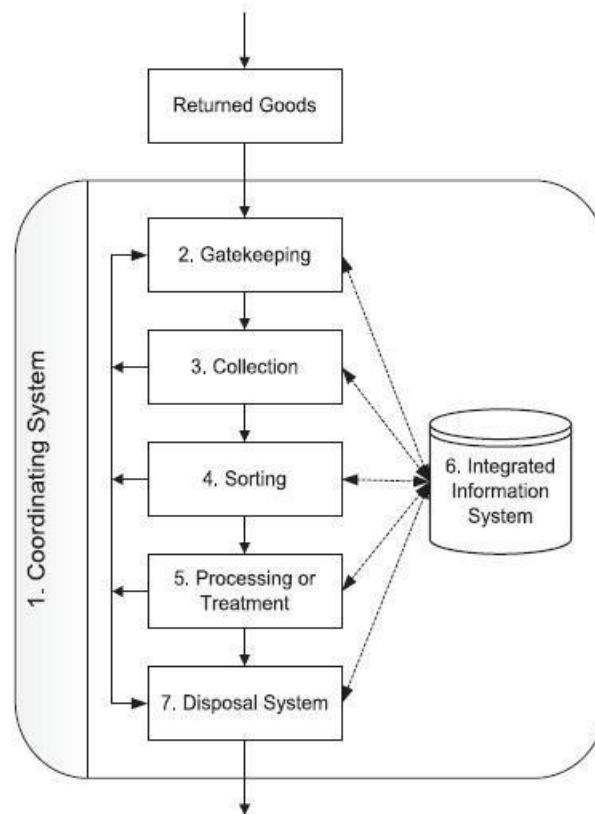 Returned Goods
1. Coordinating System
2. Gatekeeping
3. Collection
4. Sorting
5. Processing or
Treatment
6. Integrated
Information
System
7. Disposal System